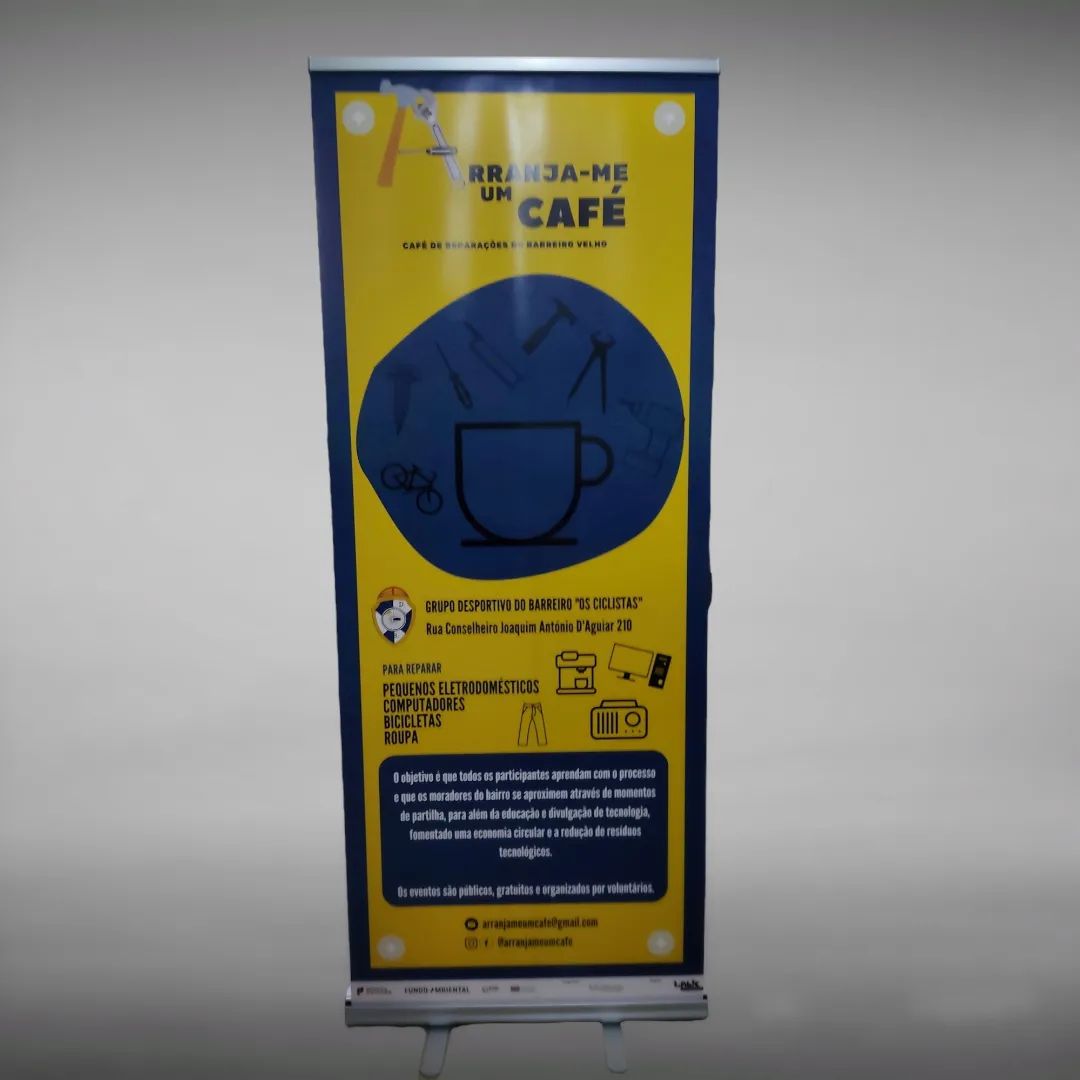 ARRANJA-ME
UM CAFÉ
CAFÉ DE REPARAÇÕES DO BARREIRO VELHO
GRUPO DESPORTIVO DO BARREIRO "OS CICLISTAS"
Rua Conselheiro Joaquim António D'Aguiar 210
PARA REPARAR
PEQUENOS ELETRODOMÉSTICOS
COMPUTADORES
BICICLETAS
ROUPA
O objetivo é que todos os participantes aprendam com o processo
e que os moradores do bairro se aproximem através de momentos
de partilha, para além da educação e divulgação de tecnologia,
fomentado uma economia circular e a redução de resíduos
tecnológicos.
Os eventos são públicos, gratuitos e organizados por voluntários.
arranjameumcafe@gmail.com
@arranjameumcafe
FUNDO AMBIENTAL